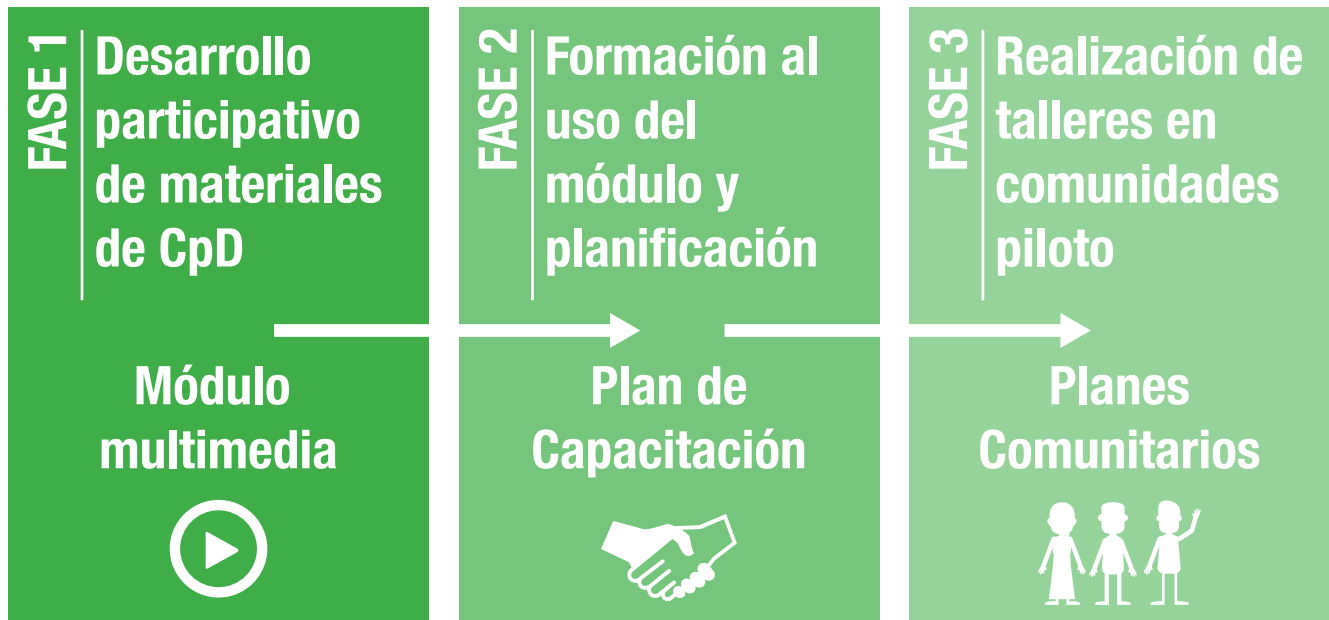 FASE 1
Desarrollo
participativo
de materiales
de CpD
Módulo
multimedia
FASE 2
Formación al
uso del
módulo y
planificación
Plan de
Capacitación
FASE 3
Realización de
talleres en
comunidades
piloto
Planes
Comunitarios